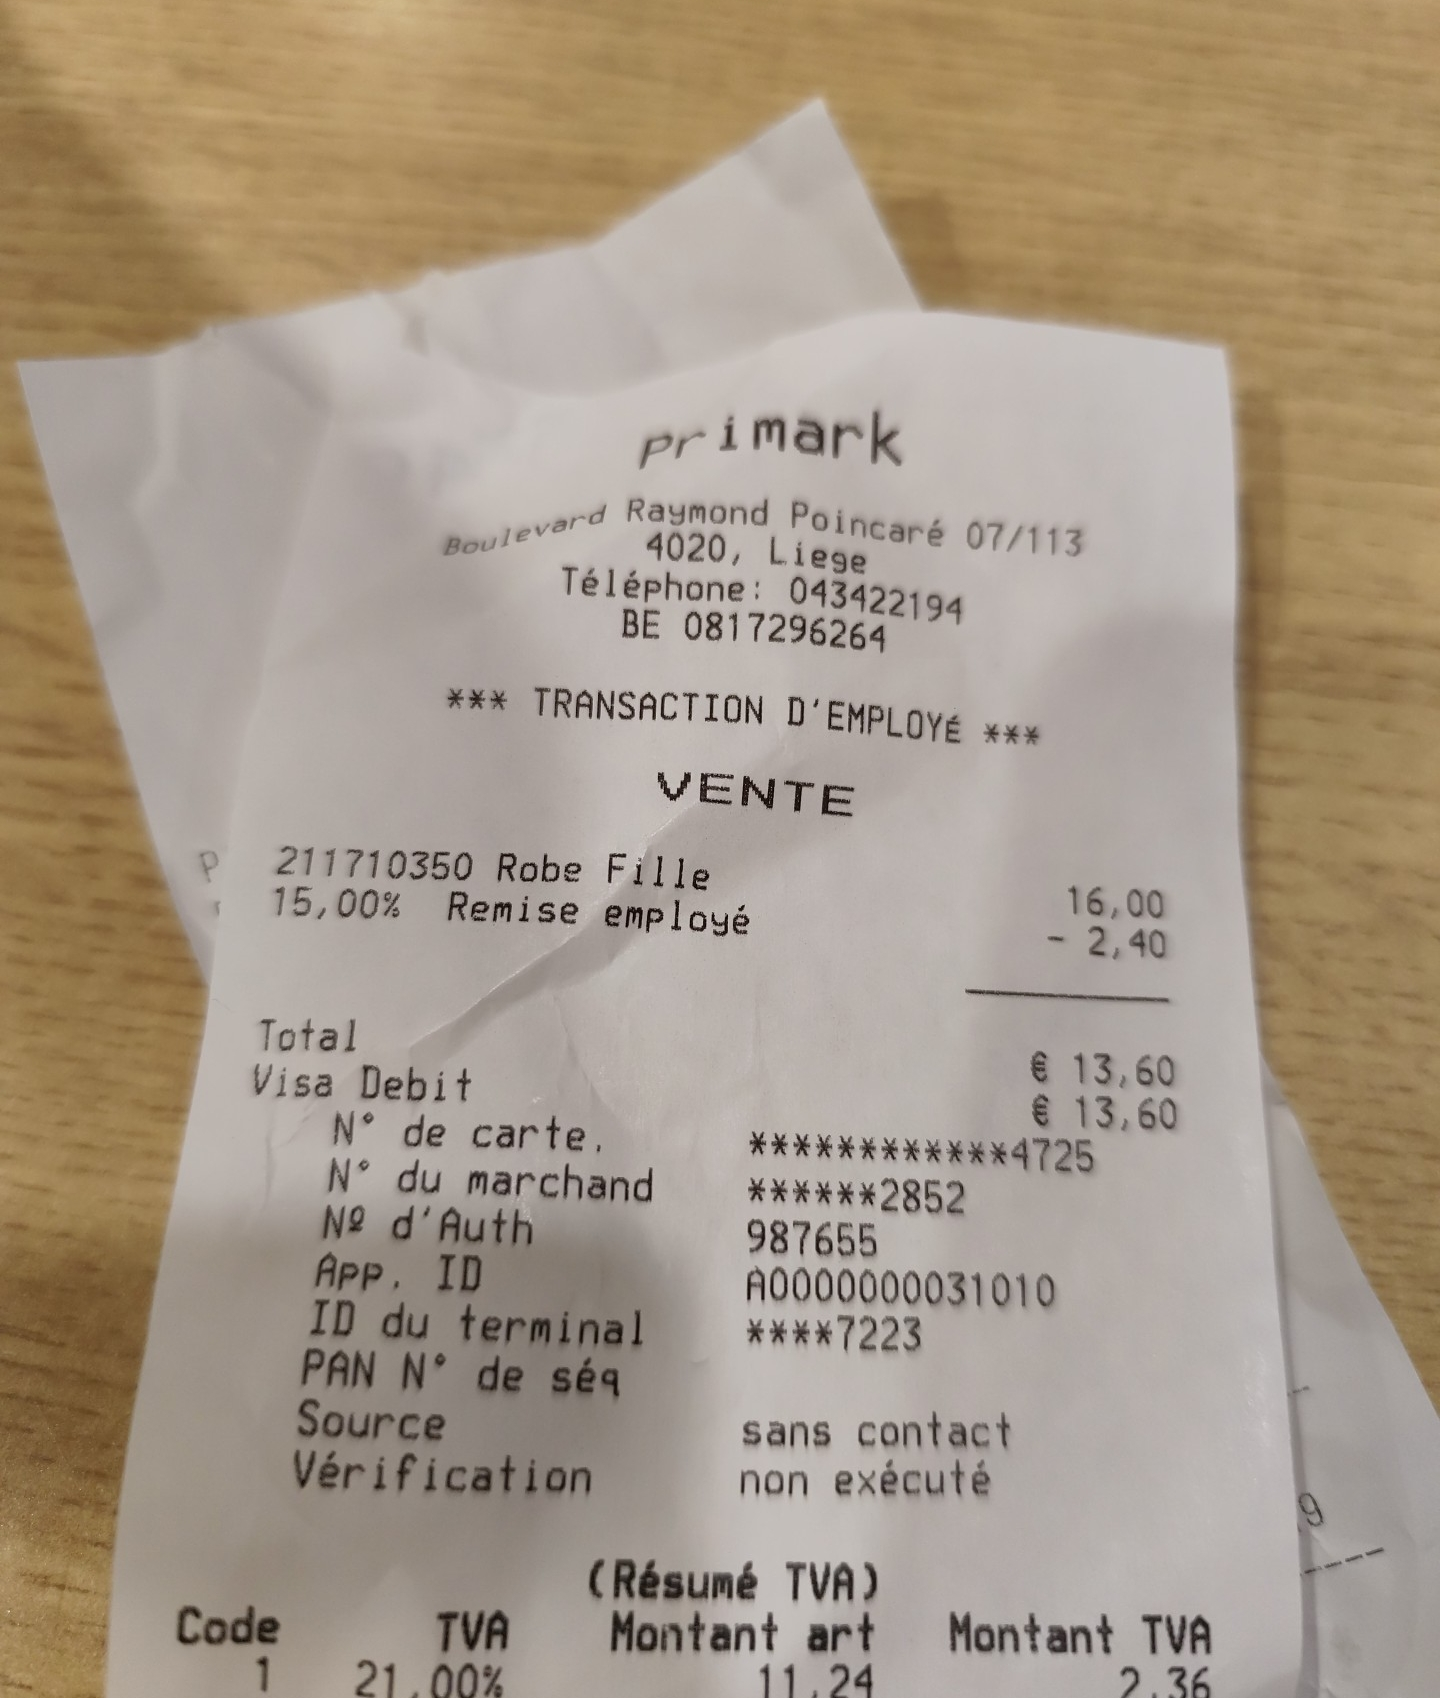 primark
Boulevard Raymond Poincaré 07/113
4020, Liege
Téléphone: 043422194
BE 0817296264
*** TRANSACTION D'EMPLOYÉ ***
VENTE
211710350 Robe Fille 16,00
15,00% Remise employé - 2,40
Total € 13,60
Visa Debit € 13,60
N° de carte. ************4725
N° du marchand ******2852
Nº d'Auth 987655
App. ID A0000000031010
ID du terminal ****7223
PAN N° de séq
Source sans contact
Vérification non exécuté
(Résumé TVA)
Code TVA Montant art Montant TVA
1 21,00% 11,24 2,36
P
9